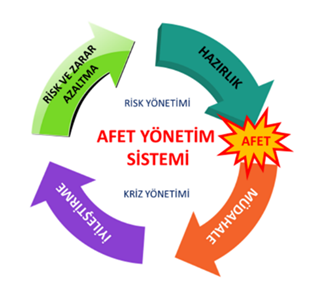 RİSK VE ZARAR
AZALTMA
HAZIRLIK
RİSK YÖNETİMİ
AFET YÖNETİM
SİSTEMİ
AFET
KRİZ YÖNETİMİ
İYİLEŞTİRME
MÜDAHALE